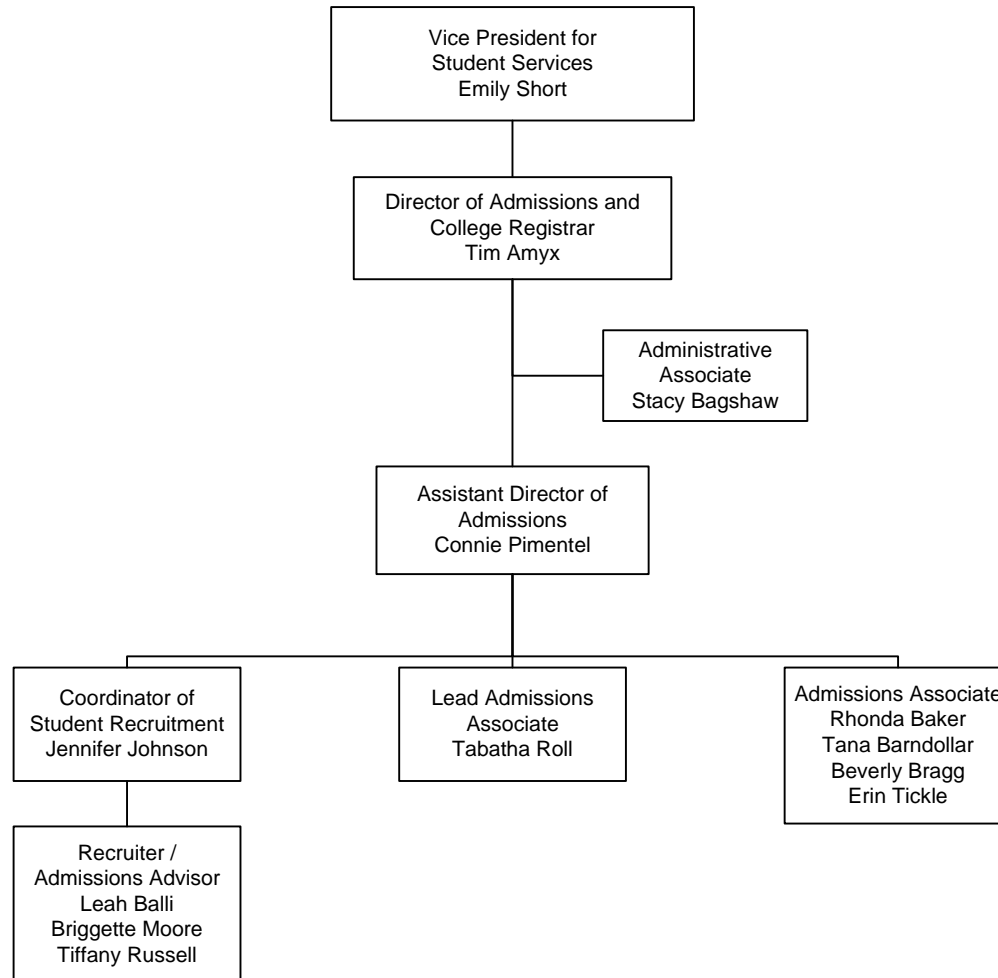 Vice President for
Student Services
Emily Short
Director of Admissions and
College Registrar
Tim Amyx
Administrative
Associate
Stacy Bagshaw
Assistant Director of
Admissions
Connie Pimentel
Coordinator of
Student Recruitment
Jennifer Johnson
Lead Admissions
Associate
Tabatha Roll
Admissions Associate
Rhonda Baker
Tana Barndollar
Beverly Bragg
Erin Tickle
Recruiter /
Admissions Advisor
Leah Balli
Briggette Moore
Tiffany Russell